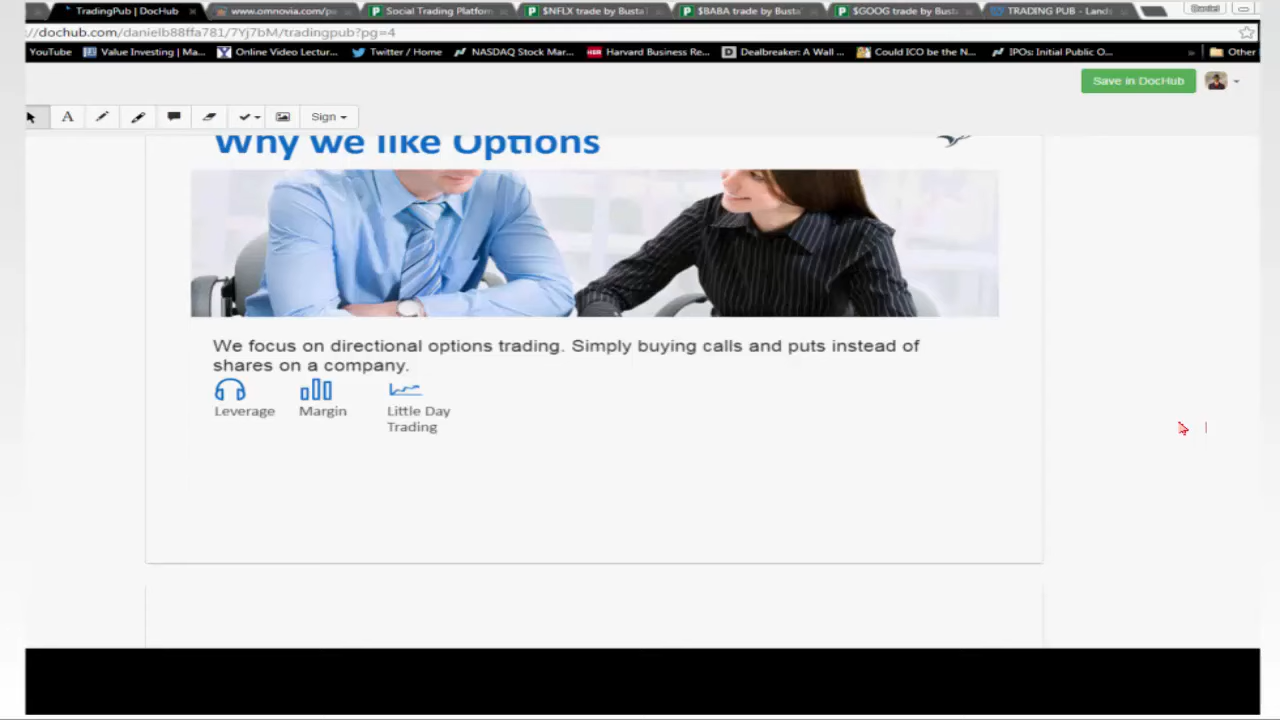 TradingPub | DocHub
www.omnovia.com/p
Social Trading Platform
$NFLX trade by Busta
$BABA trade by Busta
$GOOG trade by Busta
TRADING PUB - Lands
Daniel
://dochub.com/danielb88ffa781/7Yj7bM/tradingpub?pg=4
YouTube
Value Investing | Ma...
Online Video Lectur...
Twitter / Home
NASDAQ Stock Mar...
HBR
Harvard Business Re...
D
Dealbreaker: A Wall ...
Could ICO be the N...
IPOs: Initial Public O...
»
Other
Save in DocHub
A
Sign
Why we like Options
We focus on directional options trading. Simply buying calls and puts instead of
shares on a company.
Leverage
Margin
Little Day
Trading